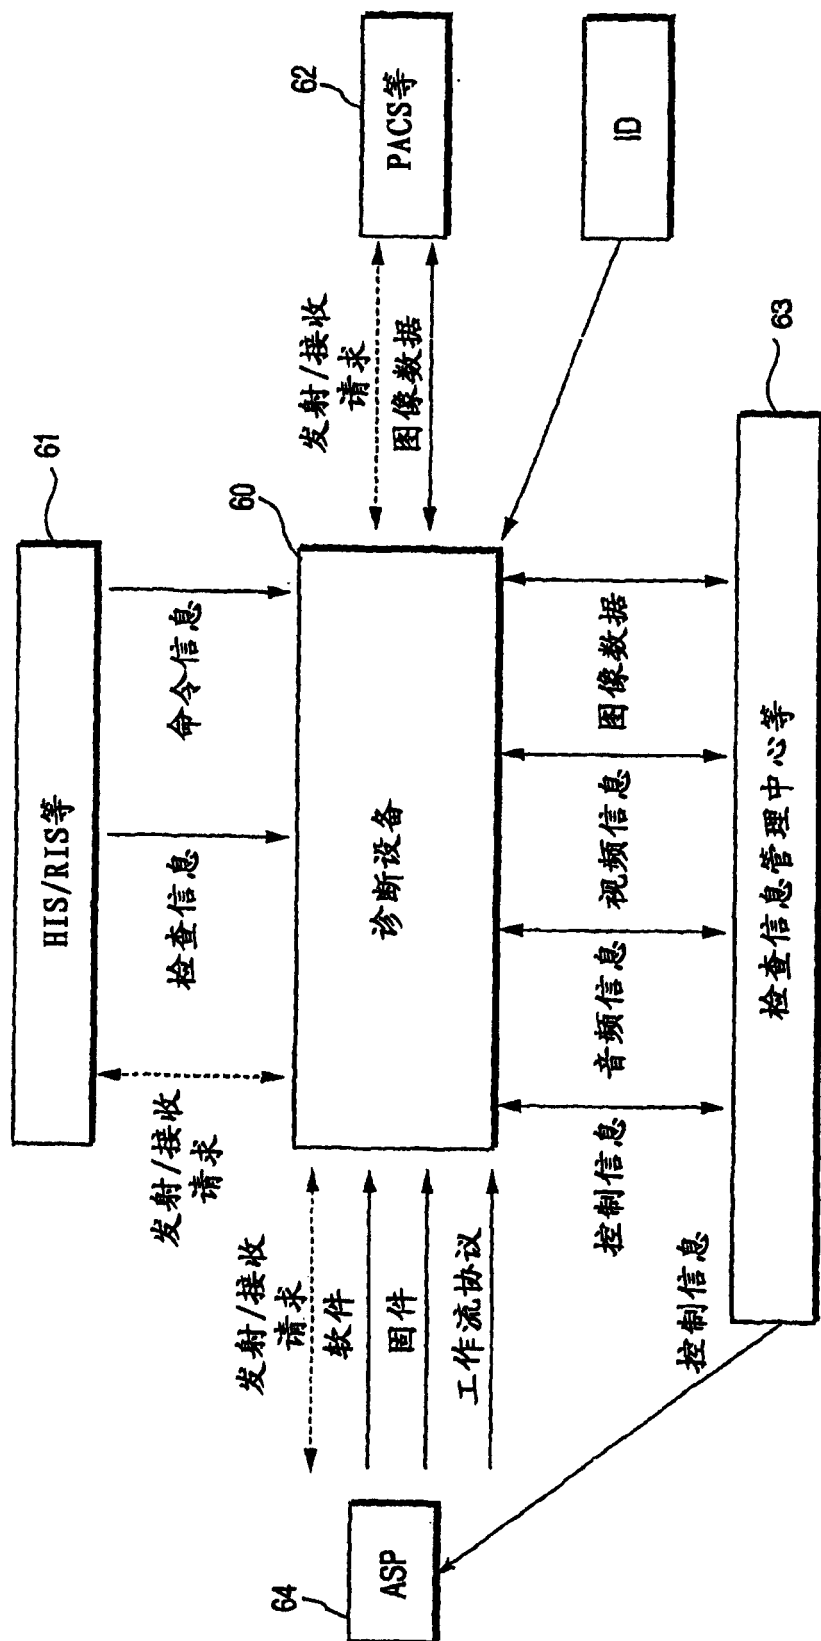 61
HIS/RIS等
发射/接收
请求
检查信息
命令信息
64
ASP
发射/接收
请求
软件
固件
工作流协议
60
诊断设备
发射/接收
请求
图像数据
62
PACS等
ID
控制信息
音频信息
视频信息
图像数据
控制信息
63
检查信息管理中心等